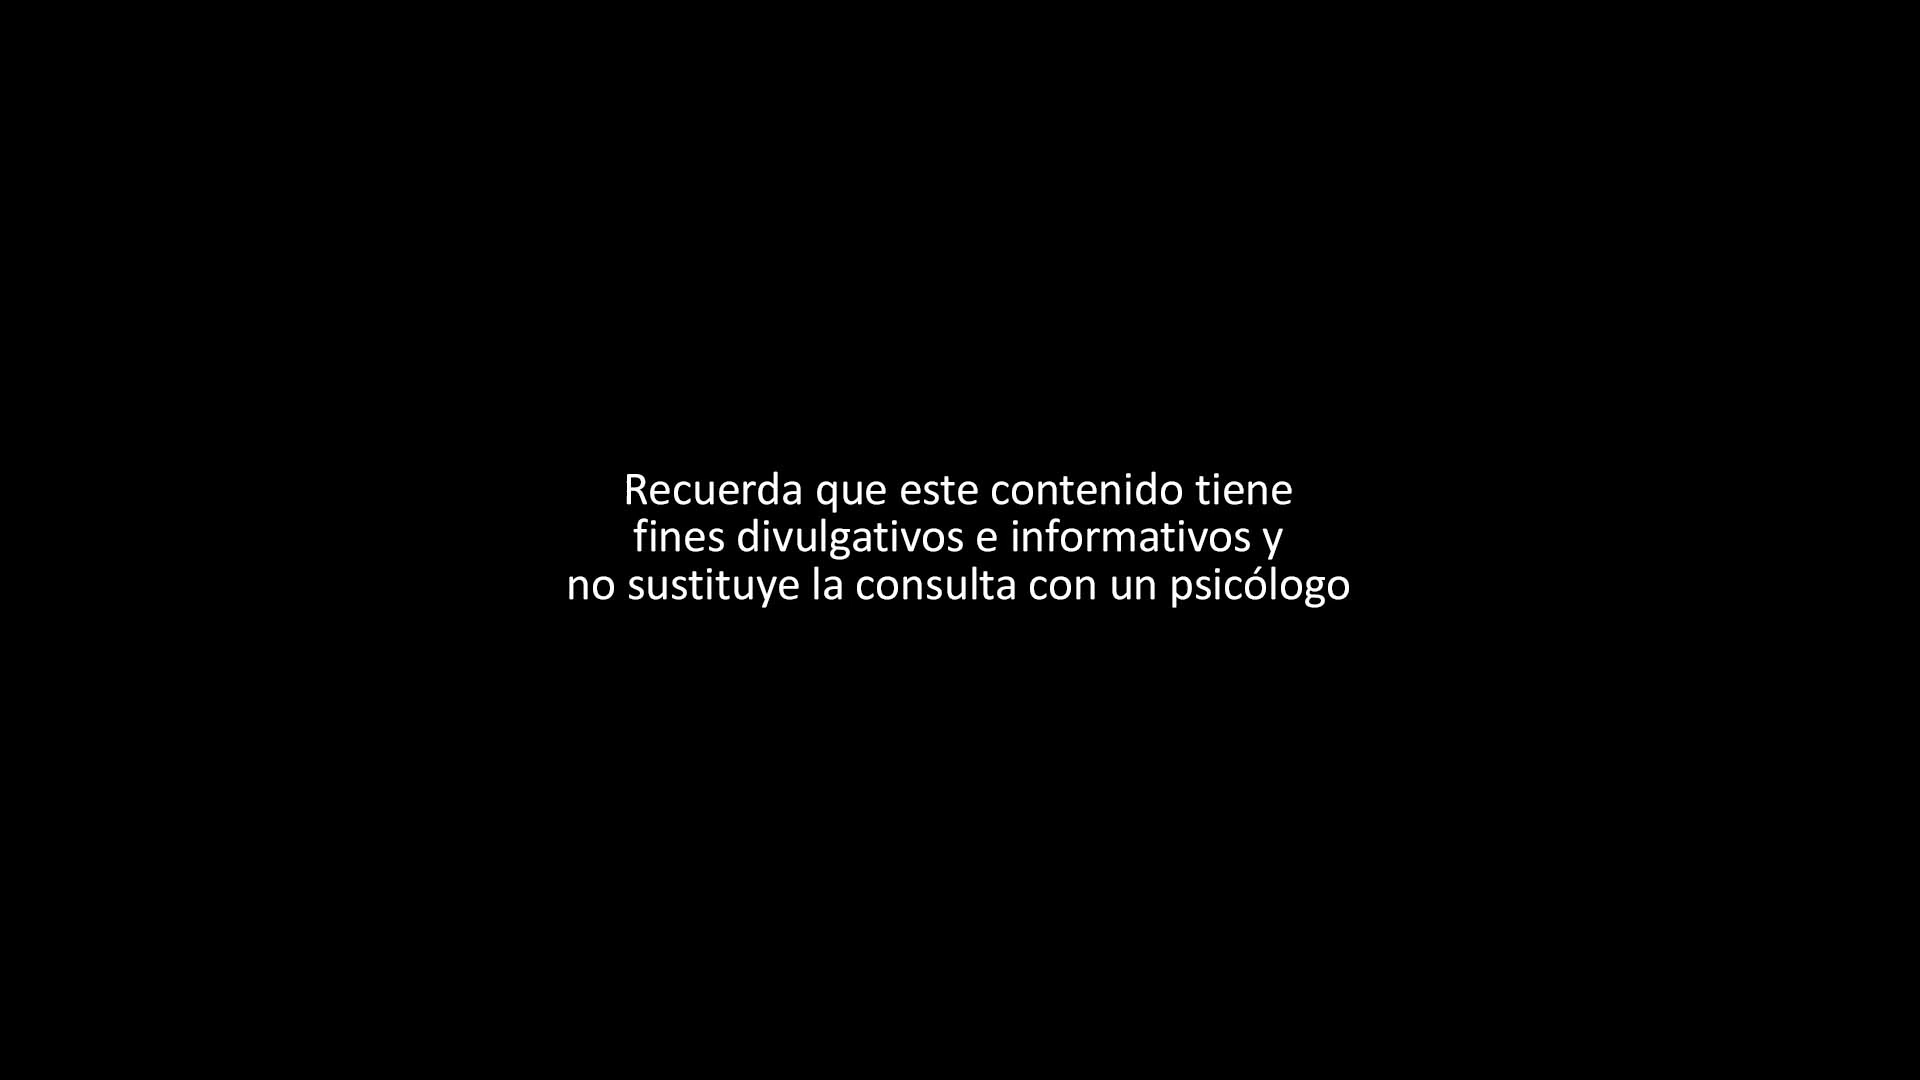 Recuerda que este contenido tiene
fines divulgativos e informativos y
no sustituye la consulta con un psicólogo